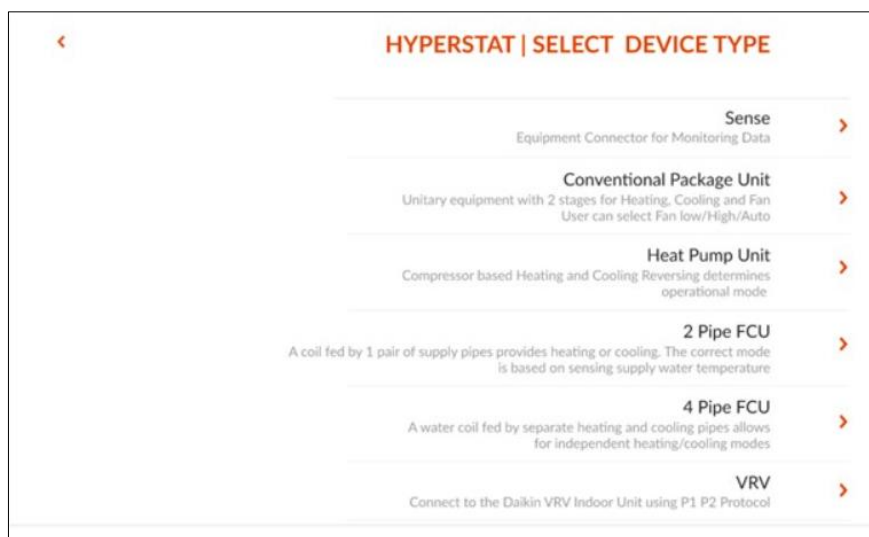 HYPERSTAT | SELECT DEVICE TYPE
Sense
Equipment Connector for Monitoring Data
Conventional Package Unit
Unitary equipment with 2 stages for Heating, Cooling and Fan
User can select Fan low/High/Auto
Heat Pump Unit
Compressor based Heating and Cooling Reversing determines
operational mode
2 Pipe FCU
A coil fed by 1 pair of supply pipes provides heating or cooling. The correct mode
is based on sensing supply water temperature
4 Pipe FCU
A water coil fed by separate heating and cooling pipes allows
for independent heating/cooling modes
VRV
Connect to the Daikin VRV Indoor Unit using P1 P2 Protocol